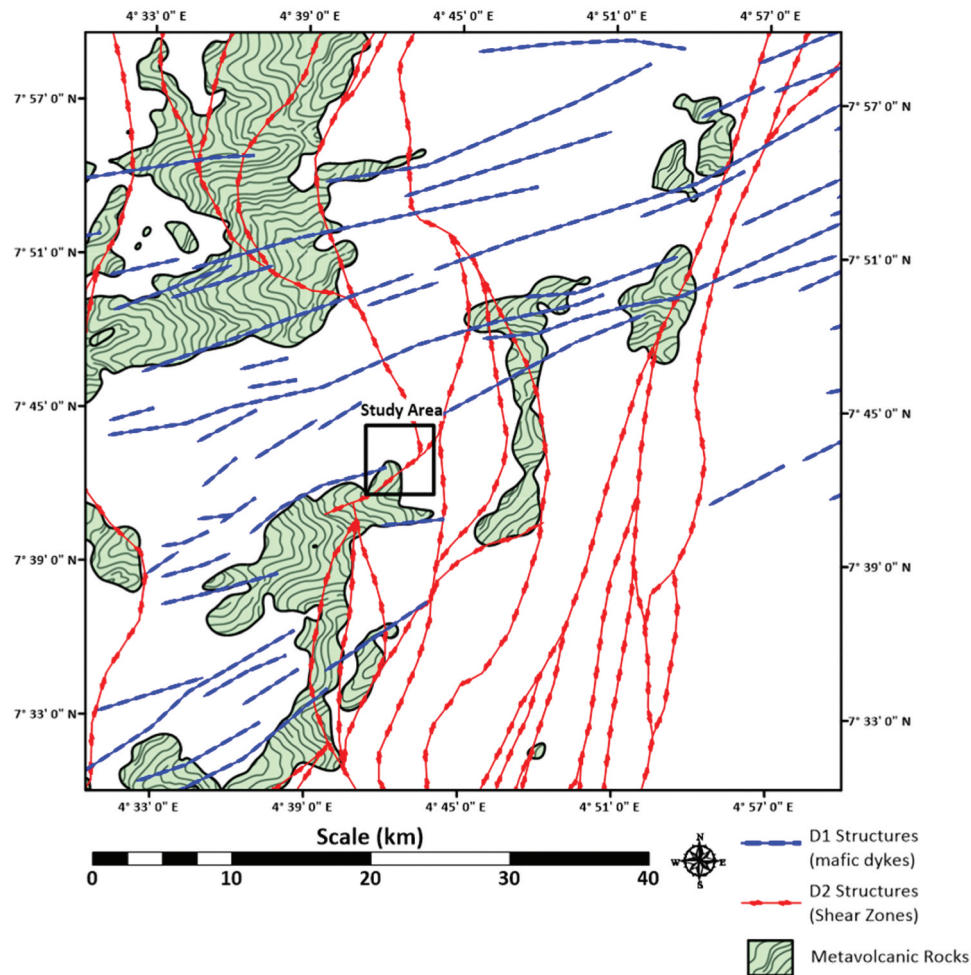 4° 33' 0" E 4° 39' 0" E 4° 45' 0" E 4° 51' 0" E 4° 57' 0" E
7° 57' 0" N 7° 57' 0" N
7° 51' 0" N 7° 51' 0" N
7° 45' 0" N 7° 45' 0" N
Study Area
7° 39' 0" N 7° 39' 0" N
7° 33' 0" N 7° 33' 0" N
4° 33' 0" E 4° 39' 0" E 4° 45' 0" E 4° 51' 0" E 4° 57' 0" E
Scale (km)
0 10 20 30 40
N
W E
S
D1 Structures
(mafic dykes)
D2 Structures
(Shear Zones)
Metavolcanic Rocks